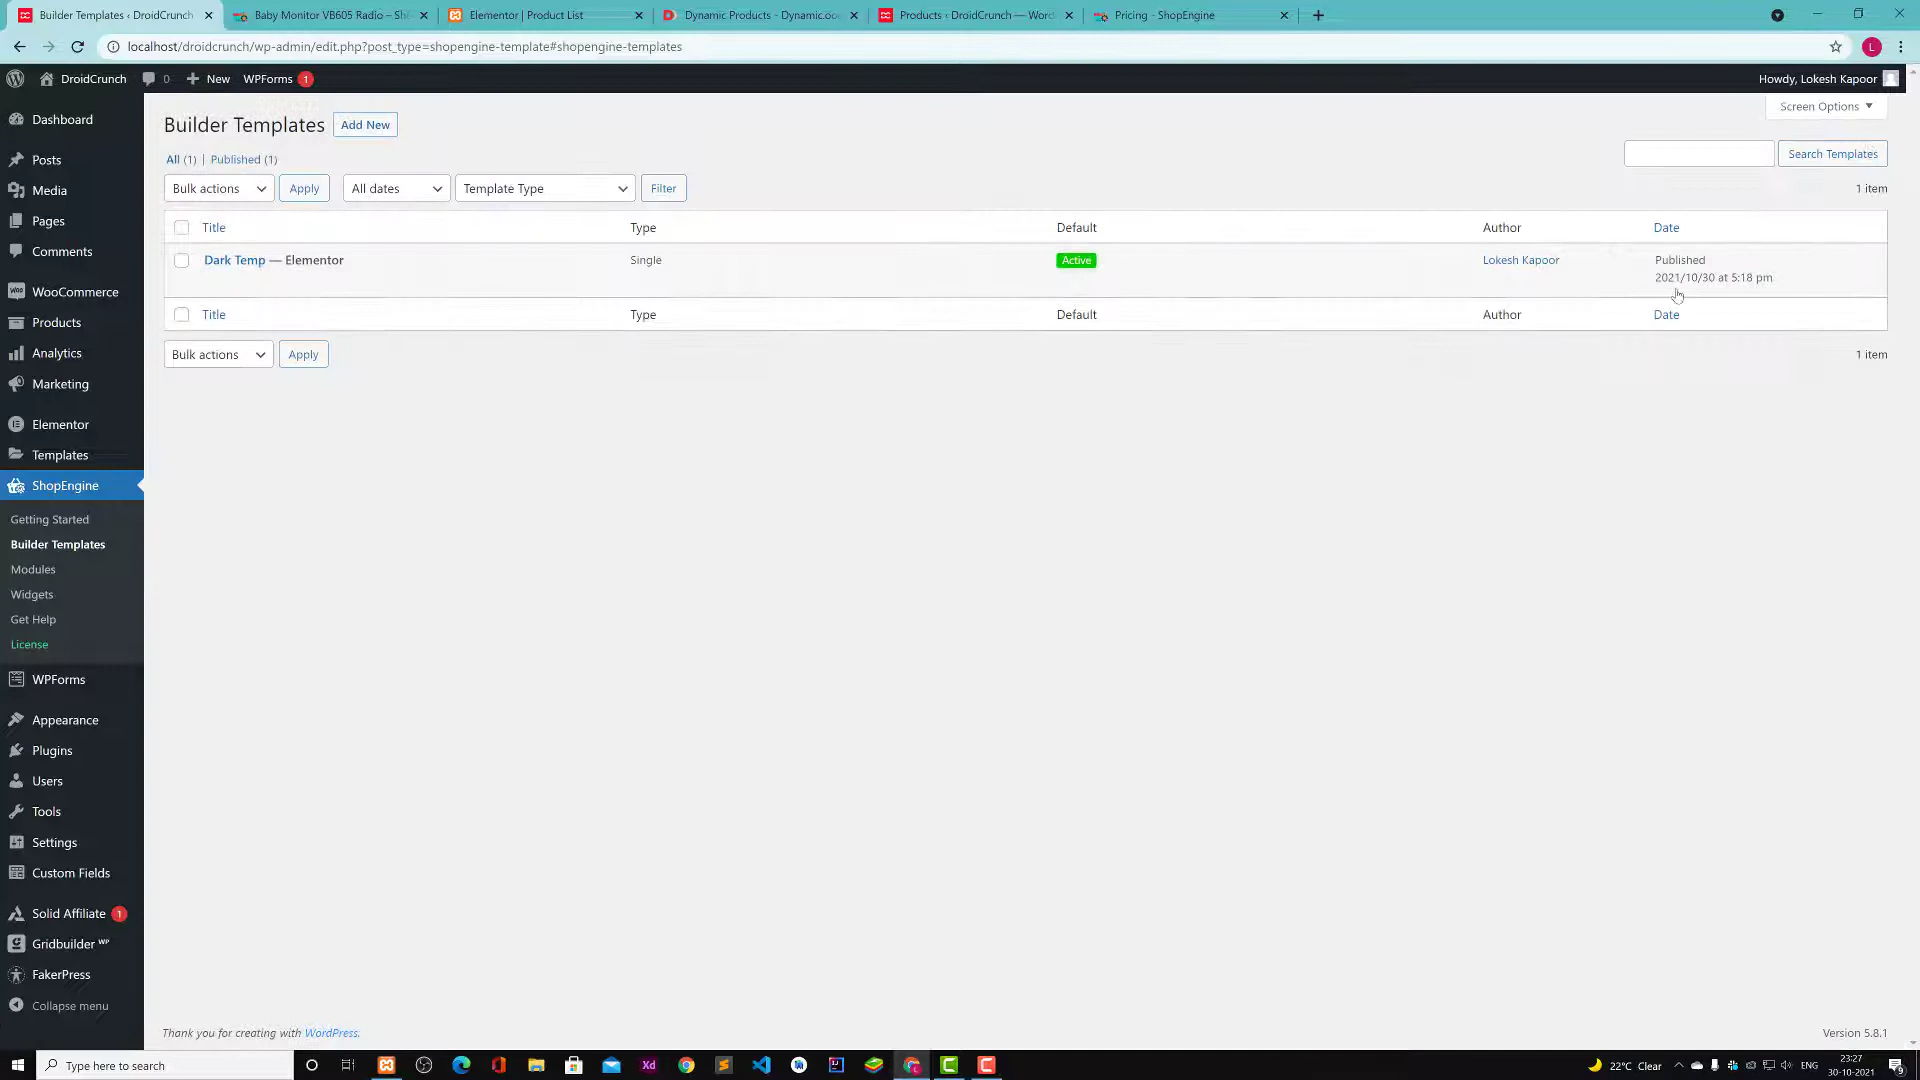 Builder Templates ‹ DroidCrunch
Baby Monitor VB605 Radio – Sh
Elementor | Product List
Dynamic Products - Dynamic.oo
Products ‹ DroidCrunch — Word
Pricing - ShopEngine
localhost/droidcrunch/wp-admin/edit.php?post_type=shopengine-template#shopengine-templates
L
DroidCrunch
0
New
WPForms 1
Howdy, Lokesh Kapoor
Screen Options
Dashboard
Posts
Media
Pages
Comments
WooCommerce
Products
Analytics
Marketing
Elementor
Templates
ShopEngine
Getting Started
Builder Templates
Modules
Widgets
Get Help
License
WPForms
Appearance
Plugins
Users
Tools
Settings
Custom Fields
Solid Affiliate 1
Gridbuilder WP
FakerPress
Collapse menu
Builder Templates Add New
All (1) | Published (1)
Search Templates
Bulk actions Apply All dates Template Type Filter
1 item
Title Type Default Author Date
Dark Temp — Elementor Single Active Lokesh Kapoor Published
2021/10/30 at 5:18 pm
Title Type Default Author Date
Bulk actions Apply
1 item
Thank you for creating with WordPress.
Version 5.8.1
Type here to search
Xd
22°C Clear
ENG
23:27
30-10-2021
9